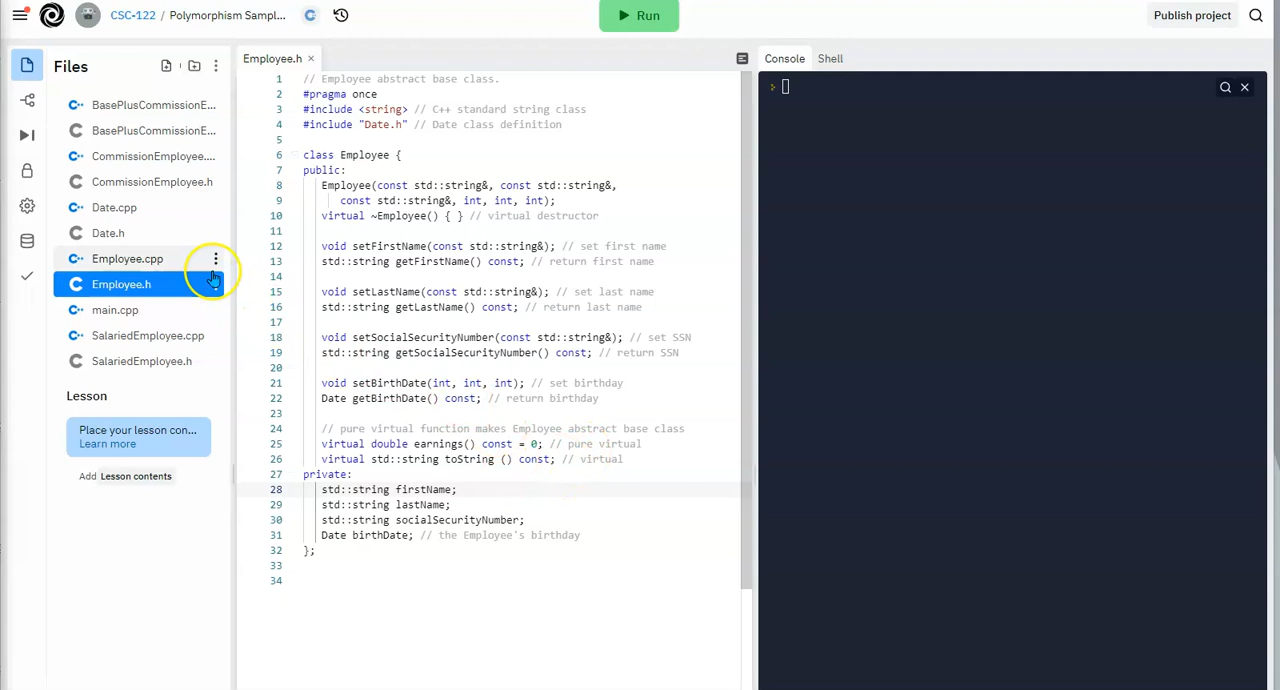 CSC-122 / Polymorphism Sampl...
Run
Publish project
Files
BasePlusCommissionE...
BasePlusCommissionE...
CommissionEmployee....
CommissionEmployee.h
Date.cpp
Date.h
Employee.cpp
Employee.h
main.cpp
SalariedEmployee.cpp
SalariedEmployee.h
Lesson
Place your lesson con...
Learn more
Add Lesson contents
Employee.h ×
1 // Employee abstract base class.
2 #pragma once
3 #include <string> // C++ standard string class
4 #include "Date.h" // Date class definition
5
6 class Employee {
7 public:
8 Employee(const std::string&, const std::string&,
9 const std::string&, int, int, int);
10 virtual ~Employee() { } // virtual destructor
11
12 void setFirstName(const std::string&); // set first name
13 std::string getFirstName() const; // return first name
14
15 void setLastName(const std::string&); // set last name
16 std::string getLastName() const; // return last name
17
18 void setSocialSecurityNumber(const std::string&); // set SSN
19 std::string getSocialSecurityNumber() const; // return SSN
20
21 void setBirthDate(int, int, int); // set birthday
22 Date getBirthDate() const; // return birthday
23
24 // pure virtual function makes Employee abstract base class
25 virtual double earnings() const = 0; // pure virtual
26 virtual std::string toString () const; // virtual
27 private:
28 std::string firstName;
29 std::string lastName;
30 std::string socialSecurityNumber;
31 Date birthDate; // the Employee's birthday
32 };
33
34
Console
Shell